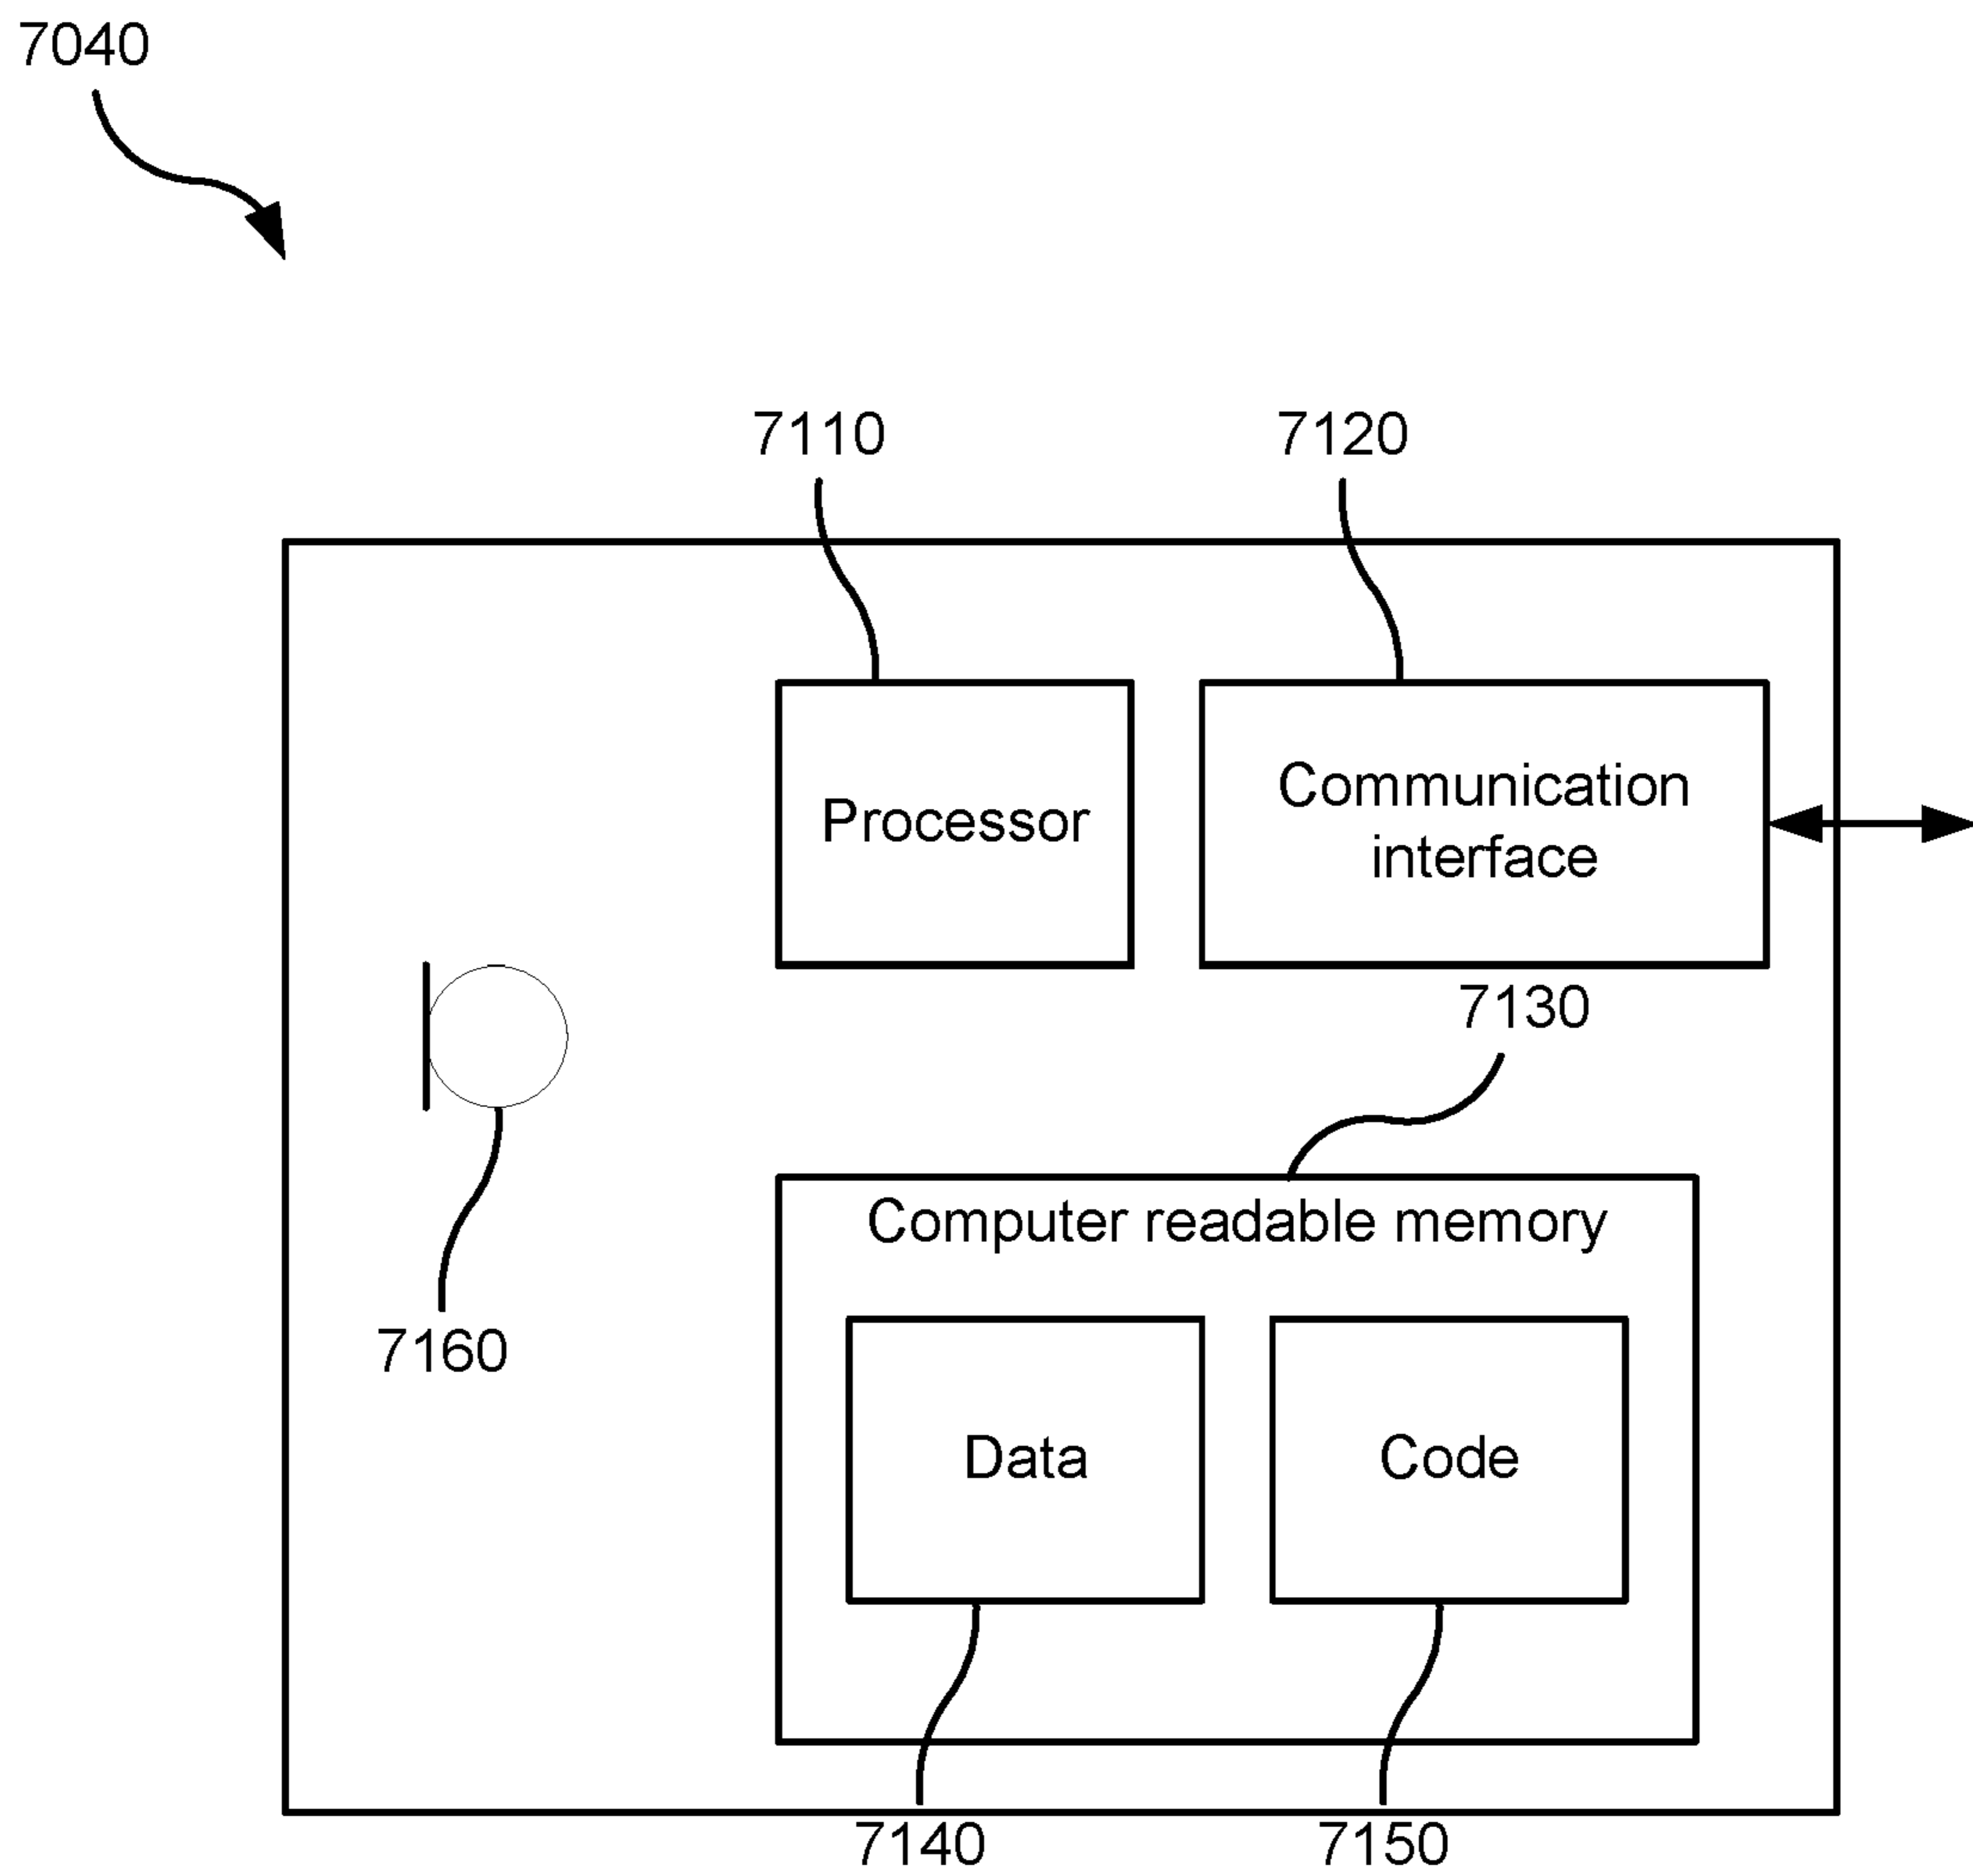 7040
7110
7120
Processor
Communication
interface
7130
Computer readable memory
7160
Data
Code
7140
7150